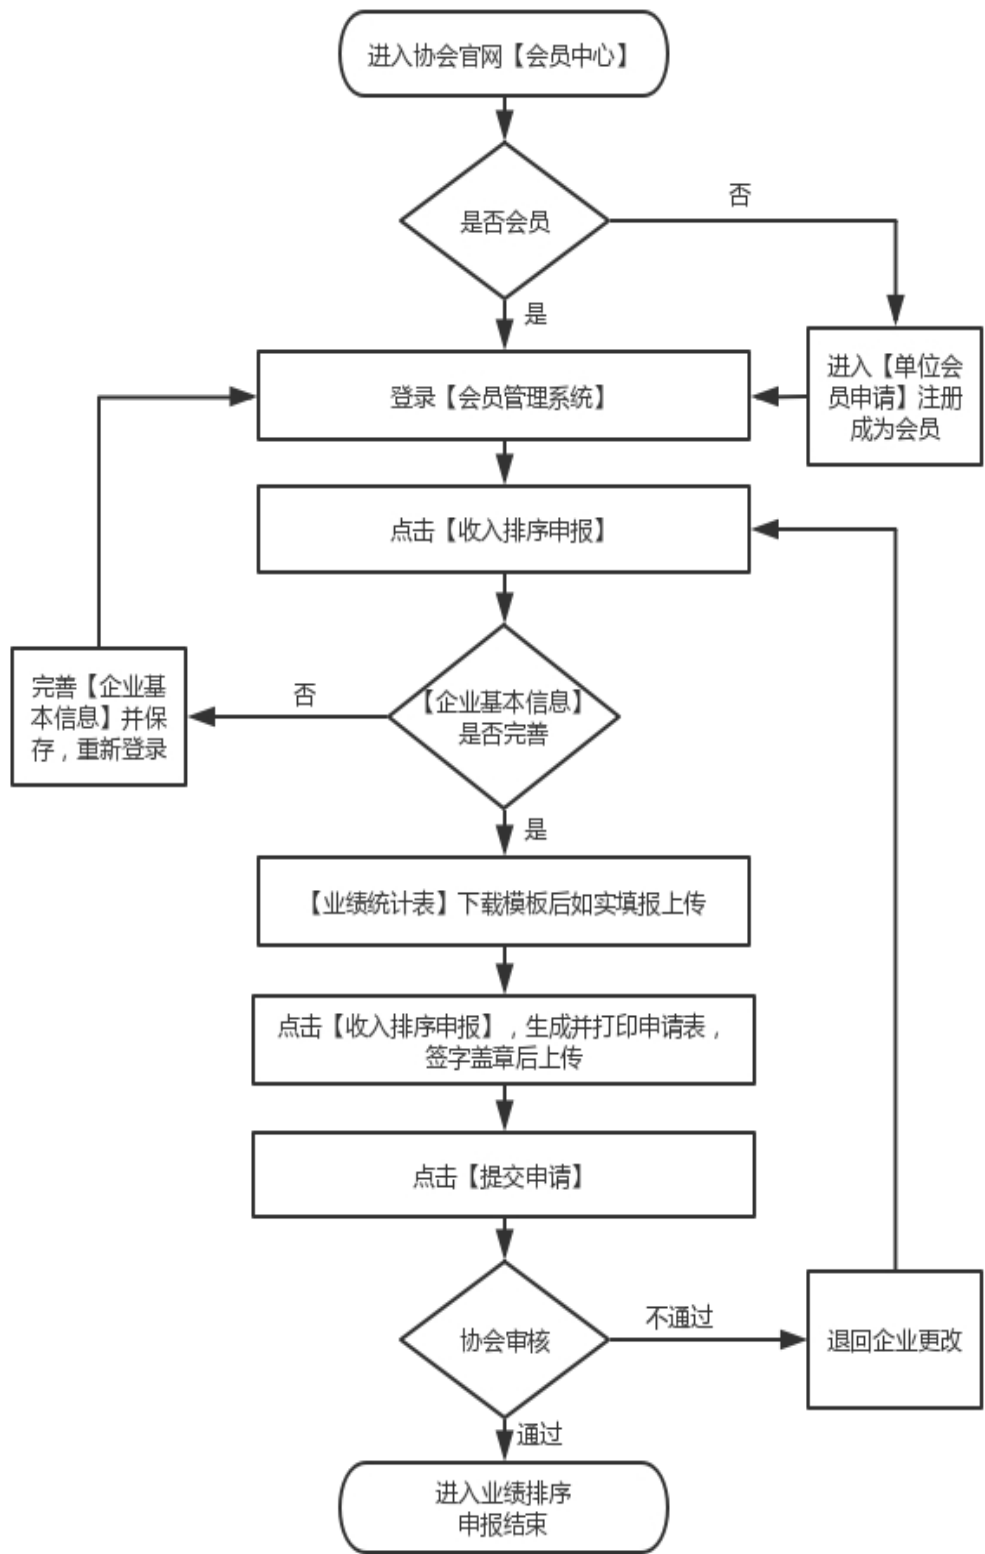 进入协会官网【会员中心】
是否会员
否
是
登录【会员管理系统】
进入【单位会
员申请】注册
成为会员
点击【收入排序申报】
完善【企业基
本信息】并保
存，重新登录
否
【企业基本信息】
是否完善
是
【业绩统计表】下载模板后如实填报上传
点击【收入排序申报】，生成并打印申请表，
签字盖章后上传
点击【提交申请】
协会审核
不通过
退回企业更改
通过
进入业绩排序
申报结束